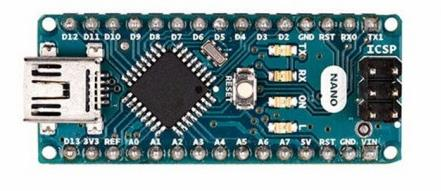 D12 D11 D10 D9 D8 D7 D6 D5 D4 D3 D2 GND RST RX0 TX1
TX
RX
ON
L
RESET
NANO
ICSP
D13 3V3 REF A0 A1 A2 A3 A4 A5 A6 A7 5V RST GND VIN